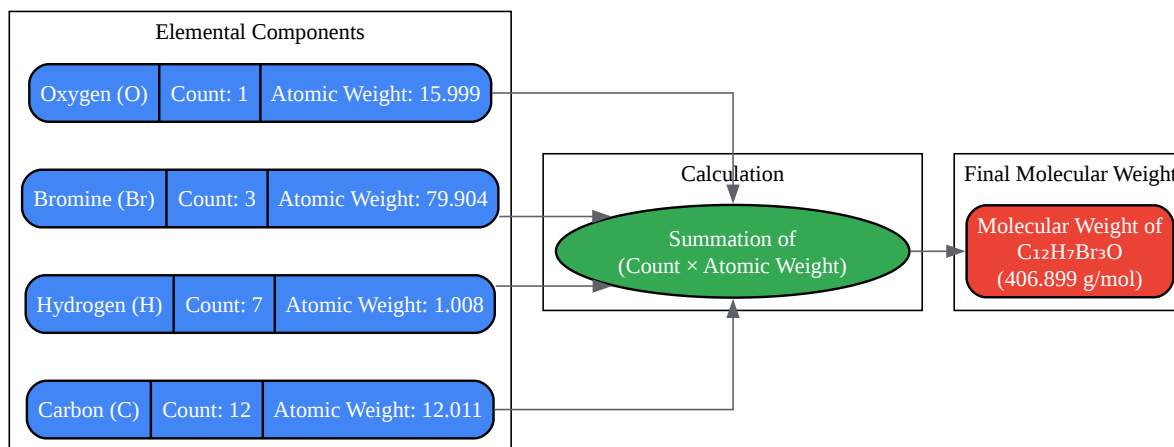 Elemental Components
Oxygen (O) Count: 1 Atomic Weight: 15.999
Bromine (Br) Count: 3 Atomic Weight: 79.904
Hydrogen (H) Count: 7 Atomic Weight: 1.008
Carbon (C) Count: 12 Atomic Weight: 12.011
Calculation
Summation of
(Count × Atomic Weight)
Final Molecular Weight
Molecular Weight of
C₁₂H₇Br₃O
(406.899 g/mol)